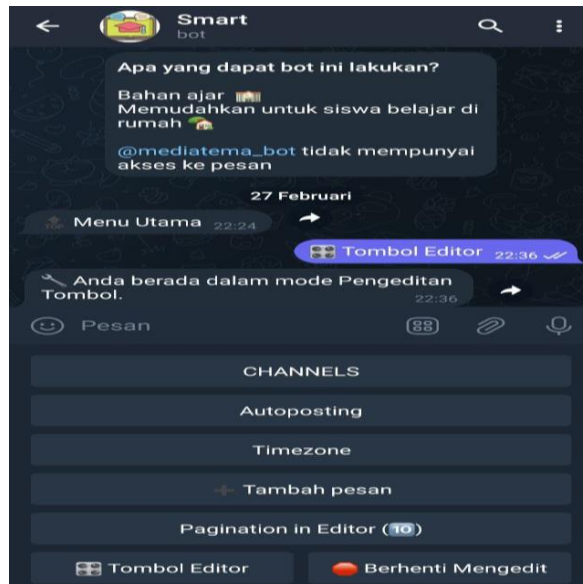 Smart
bot
Apa yang dapat bot ini lakukan?
Bahan ajar 🏫
Memudahkan untuk siswa belajar di
rumah 🏡
@mediatema_bot tidak mempunyai
akses ke pesan
27 Februari
🔝 Menu Utama 22:24
🎛 Tombol Editor 22:36
🔧 Anda berada dalam mode Pengeditan
Tombol. 22:36
Pesan
CHANNELS
Autoposting
Timezone
➕ Tambah pesan
Pagination in Editor (🔟)
🎛 Tombol Editor
🛑 Berhenti Mengedit